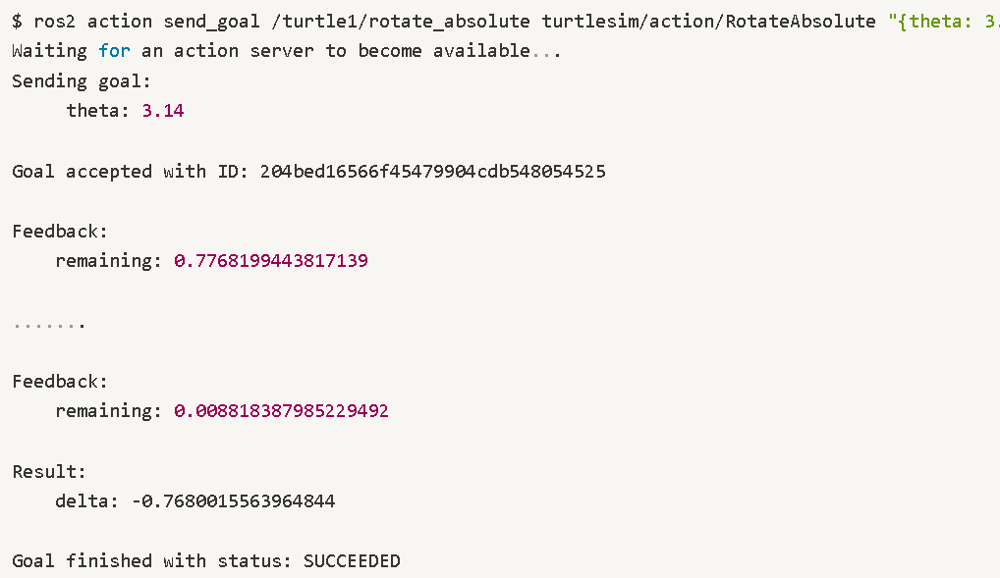 $ ros2 action send_goal /turtle1/rotate_absolute turtlesim/action/RotateAbsolute "{theta: 3.
Waiting for an action server to become available...
Sending goal:
     theta: 3.14
Goal accepted with ID: 204bed16566f45479904cdb548054525
Feedback:
    remaining: 0.7768199443817139
.......
Feedback:
    remaining: 0.008818387985229492
Result:
    delta: -0.7680015563964844
Goal finished with status: SUCCEEDED